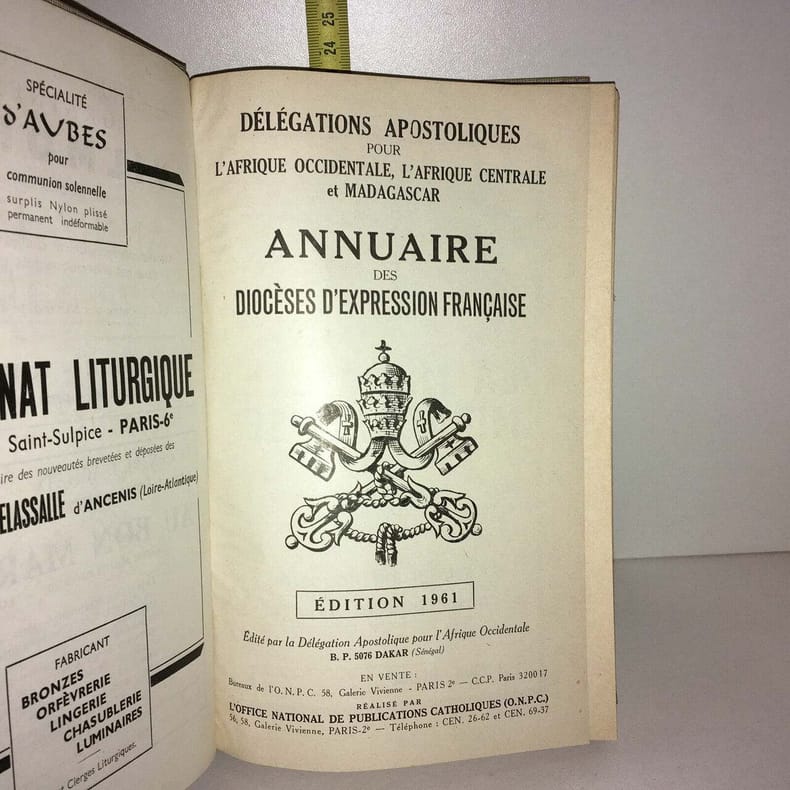 SPÉCIALITÉ
d'AUBES
pour
communion solennelle
surplis Nylon plissé
permanent indéformable
LITURGIQUE
Saint-Sulpice - PARIS-6e
des nouveautés brevetées et déposées des
d'ANCENIS (Loire-Atlantique)
FABRICANT
BRONZES
ORFÈVRERIE
LINGERIE
CHASUBLERIE
LUMINAIRES
Cierges Liturgiques.
24 25
DÉLÉGATIONS APOSTOLIQUES
POUR
L'AFRIQUE OCCIDENTALE, L'AFRIQUE CENTRALE
et MADAGASCAR
ANNUAIRE
DES
DIOCÈSES D'EXPRESSION FRANÇAISE
ÉDITION 1961
Édité par la Délégation Apostolique pour l'Afrique Occidentale
B. P. 5076 DAKAR (Sénégal)
EN VENTE :
Bureaux de l'O.N.P.C. 58, Galerie Vivienne - PARIS 2e — C.C.P. Paris 320017
RÉALISÉ PAR
L'OFFICE NATIONAL DE PUBLICATIONS CATHOLIQUES (O.N.P.C.)
56, 58, Galerie Vivienne, PARIS-2e — Téléphone : CEN. 26-62 et CEN. 69-37